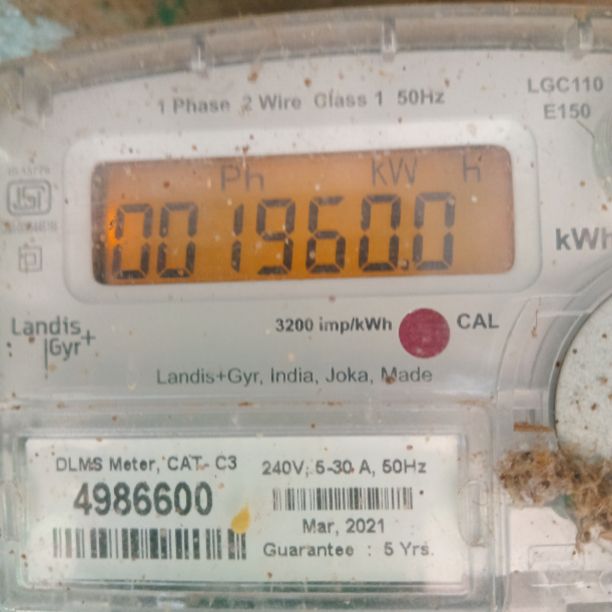 LGC110
1 Phase 2 Wire Class 1 50Hz
E150
Ph kW h
0019600.0
kWh
Landis
Gyr+
3200 imp/kWh
CAL
Landis+Gyr, India, Joka, Made
DLMS Meter, CAT- C3
240V, 5-30 A, 50Hz
4986600
Mar, 2021
Guarantee : 5 Yrs.